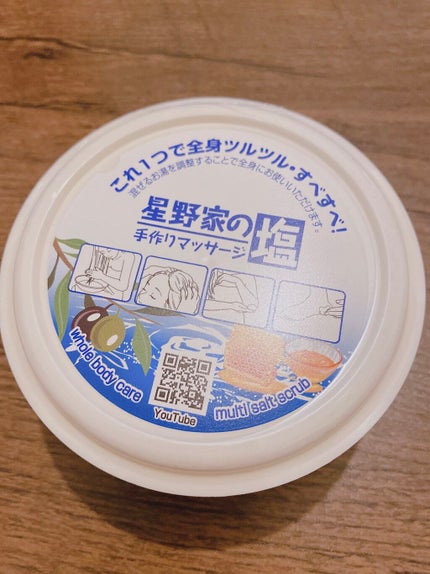 これ1つで全身ツルツル・すべすべ!
混ぜるお湯を調整することで全身にお使いいただけます。
星野家の塩
手作りマッサージ
whole body care
YouTube
multi salt scrub